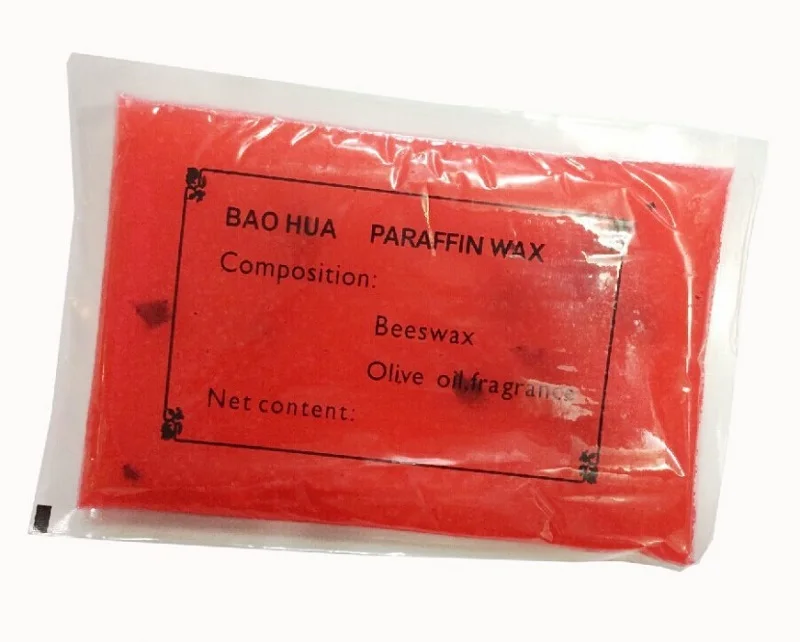 BAO HUA PARAFFIN WAX
Composition:
Beeswax
Olive oil,fragrance
Net content: